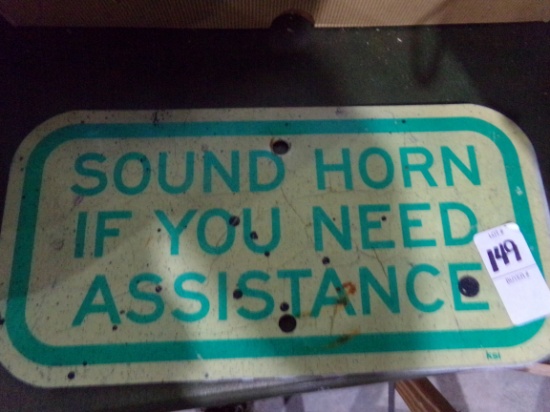 SOUND HORN
IF YOU NEED
ASSISTANCE
149